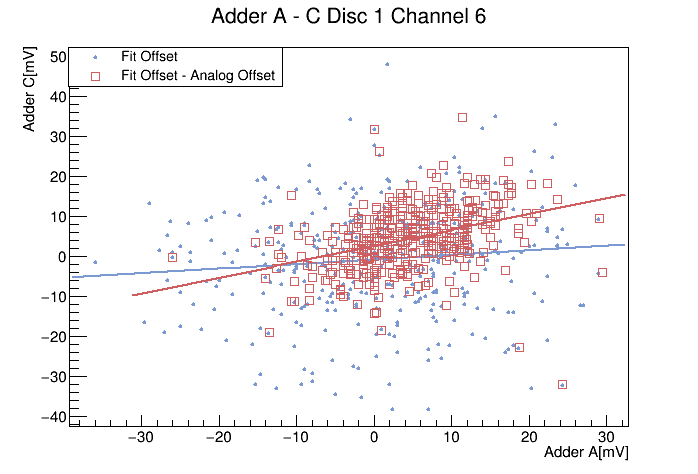 Adder A - C Disc 1 Channel 6
Adder C[mV]
50
Fit Offset
Fit Offset - Analog Offset
40
30
20
10
0
−10
−20
−30
−40
−30 −20 −10 0 10 20 30
Adder A[mV]